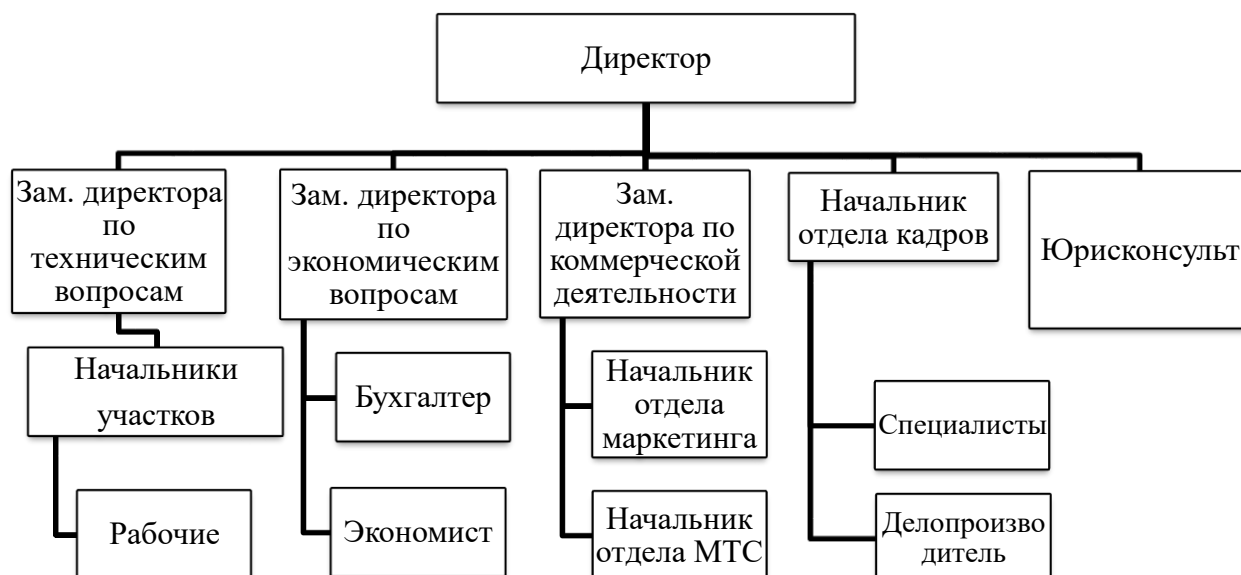 Директор
Зам. директора
по
техническим
вопросам
Зам. директора
по
экономическим
вопросам
Зам.
директора по
коммерческой
деятельности
Начальник
отдела кадров
Юрисконсульт
Начальники
участков
Рабочие
Бухгалтер
Экономист
Начальник
отдела
маркетинга
Начальник
отдела МТС
Специалисты
Делопроизво
дитель